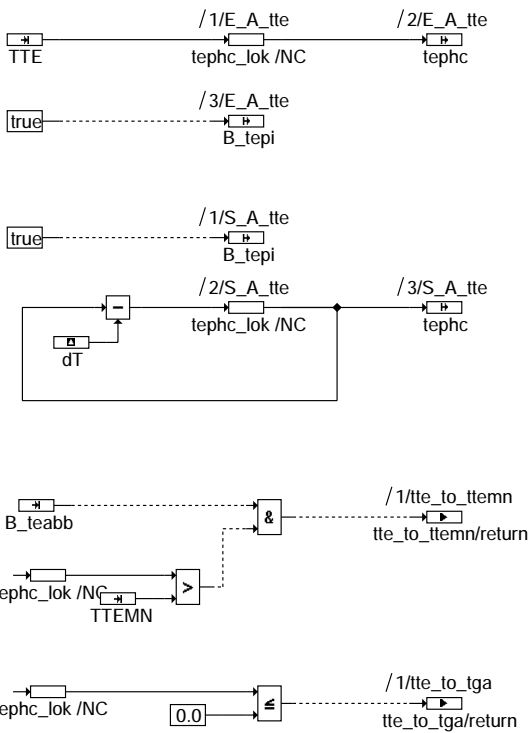 /1/E_A_tte /2/E_A_tte
TTE tephc_lok /NC tephc
/3/E_A_tte
true
B_tepi
/1/S_A_tte
true
B_tepi
/2/S_A_tte /3/S_A_tte
−
tephc_lok /NC tephc
dT
/1/tte_to_ttemn
B_teabb & tte_to_ttemn/return
ephc_lok /NC >
TTEMN
/1/tte_to_tga
ephc_lok /NC 0.0 ≤ tte_to_tga/return